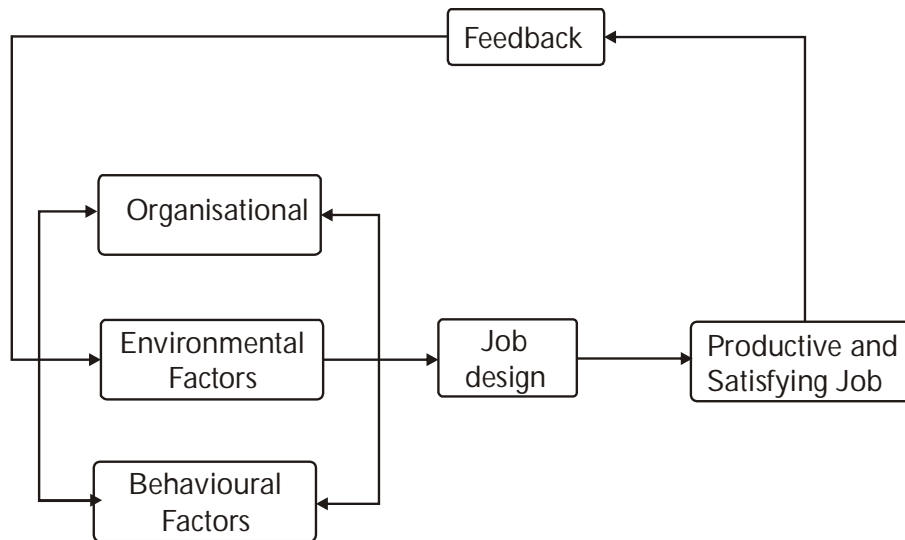 Feedback
Organisational
Environmental
Factors
Job
design
Productive and
Satisfying Job
Behavioural
Factors